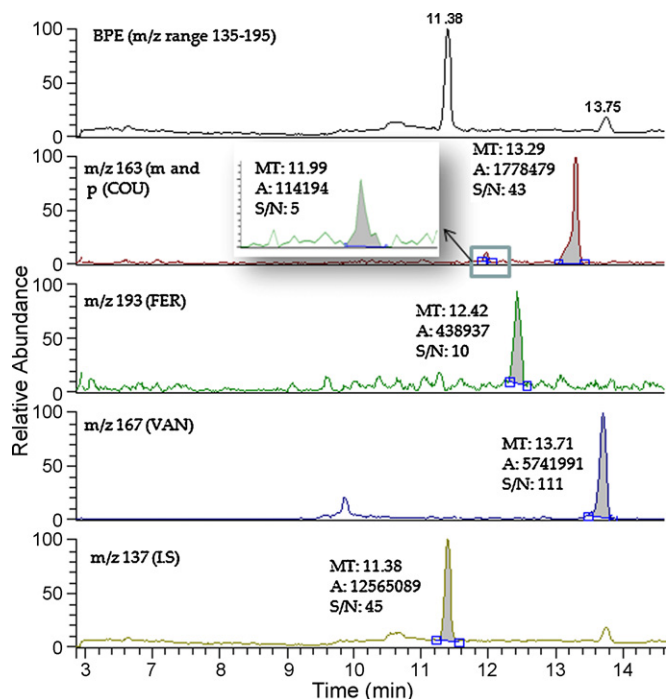 BPE (m/z range 135-195)
11.38
13.75
100
50
0
m/z 163 (m and
p (COU)
MT: 11.99
A: 114194
S/N: 5
MT: 13.29
A: 1778479
S/N: 43
100
50
0
m/z 193 (FER)
MT: 12.42
A: 438937
S/N: 10
100
50
0
m/z 167 (VAN)
MT: 13.71
A: 5741991
S/N: 111
100
50
0
m/z 137 (I.S)
MT: 11.38
A: 12565089
S/N: 45
100
50
0
Relative Abundance
3 7 8 9 10 11 12 13 14
Time (min)